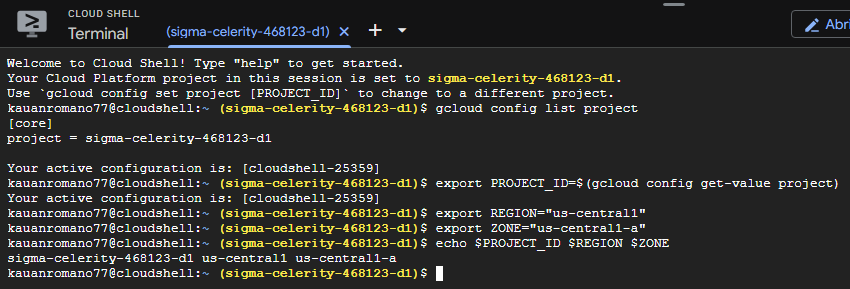 CLOUD SHELL
Terminal
(sigma-celerity-468123-d1)
Abri
Welcome to Cloud Shell! Type "help" to get started.
Your Cloud Platform project in this session is set to sigma-celerity-468123-d1.
Use `gcloud config set project [PROJECT_ID]` to change to a different project.
kauanromano77@cloudshell:~ (sigma-celerity-468123-d1)$ gcloud config list project
[core]
project = sigma-celerity-468123-d1

Your active configuration is: [cloudshell-25359]
kauanromano77@cloudshell:~ (sigma-celerity-468123-d1)$ export PROJECT_ID=$(gcloud config get-value project)
Your active configuration is: [cloudshell-25359]
kauanromano77@cloudshell:~ (sigma-celerity-468123-d1)$ export REGION="us-central1"
kauanromano77@cloudshell:~ (sigma-celerity-468123-d1)$ export ZONE="us-central1-a"
kauanromano77@cloudshell:~ (sigma-celerity-468123-d1)$ echo $PROJECT_ID $REGION $ZONE
sigma-celerity-468123-d1 us-central1 us-central1-a
kauanromano77@cloudshell:~ (sigma-celerity-468123-d1)$